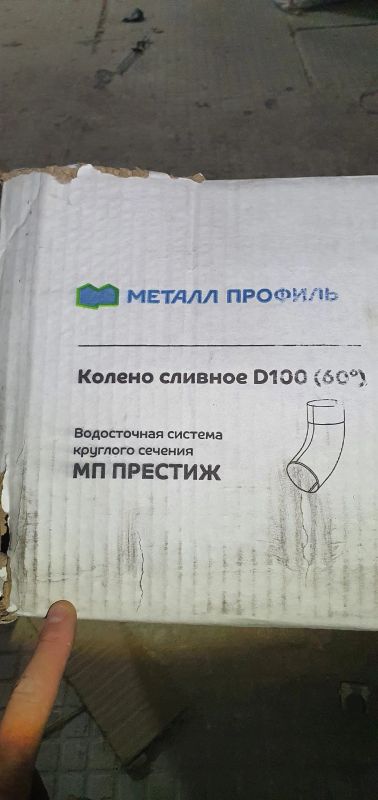 МЕТАЛЛ ПРОФИЛЬ
Колено сливное D100 (60°)
Водосточная система
круглого сечения
МП ПРЕСТИЖ